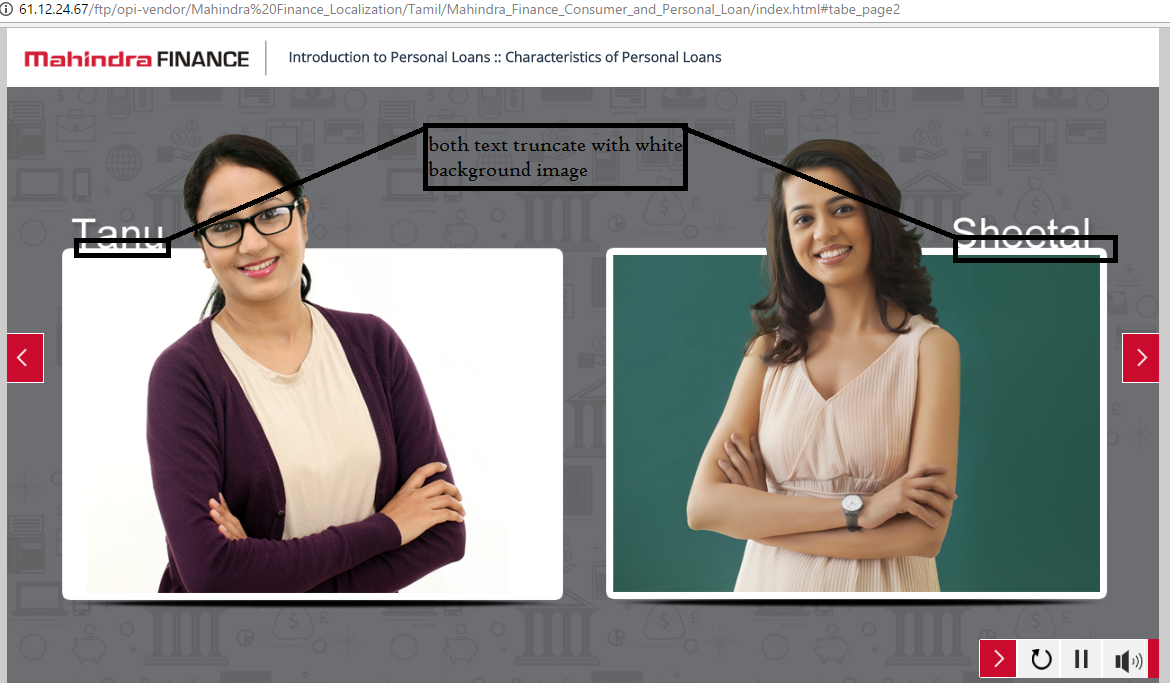 61.12.24.67/ftp/opi-vendor/Mahindra%20Finance_Localization/Tamil/Mahindra_Finance_Consumer_and_Personal_Loan/index.html#tabe_page2
Mahindra FINANCE
Introduction to Personal Loans :: Characteristics of Personal Loans
both text truncate with white
background image
Tanu
Sheetal